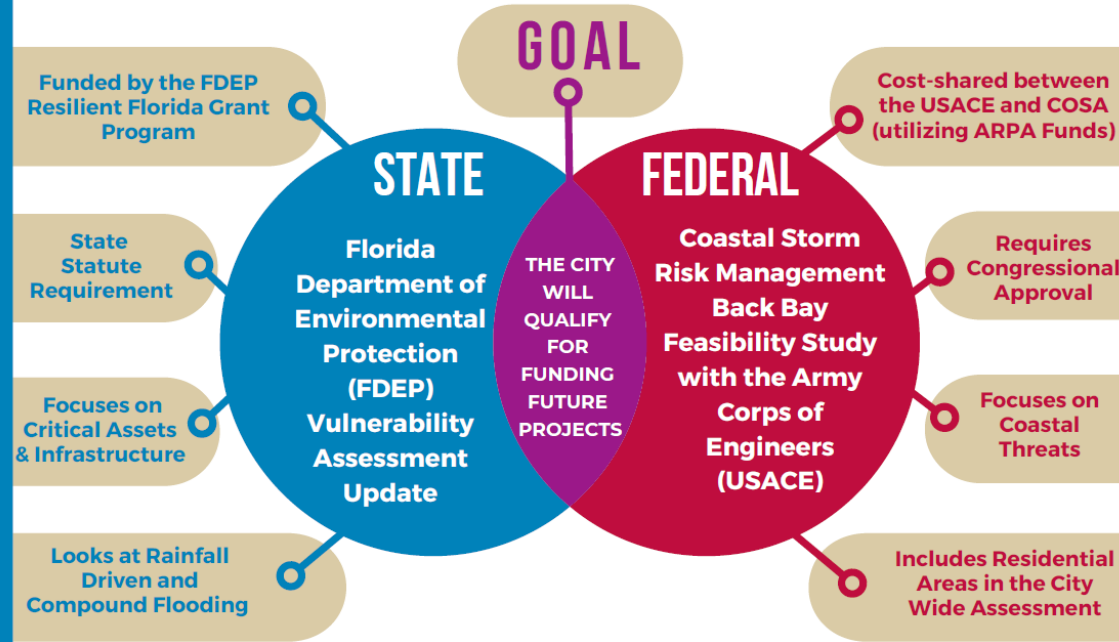 GOAL
Funded by the FDEP
Resilient Florida Grant
Program
State
Statute
Requirement
Focuses on
Critical Assets
& Infrastructure
Looks at Rainfall
Driven and
Compound Flooding
STATE
Florida
Department of
Environmental
Protection
(FDEP)
Vulnerability
Assessment
Update
THE CITY
WILL
QUALIFY
FOR
FUNDING
FUTURE
PROJECTS
FEDERAL
Coastal Storm
Risk Management
Back Bay
Feasibility Study
with the Army
Corps of
Engineers
(USACE)
Cost-shared between
the USACE and COSA
(utilizing ARPA Funds)
Requires
Congressional
Approval
Focuses on
Coastal
Threats
Includes Residential
Areas in the City
Wide Assessment